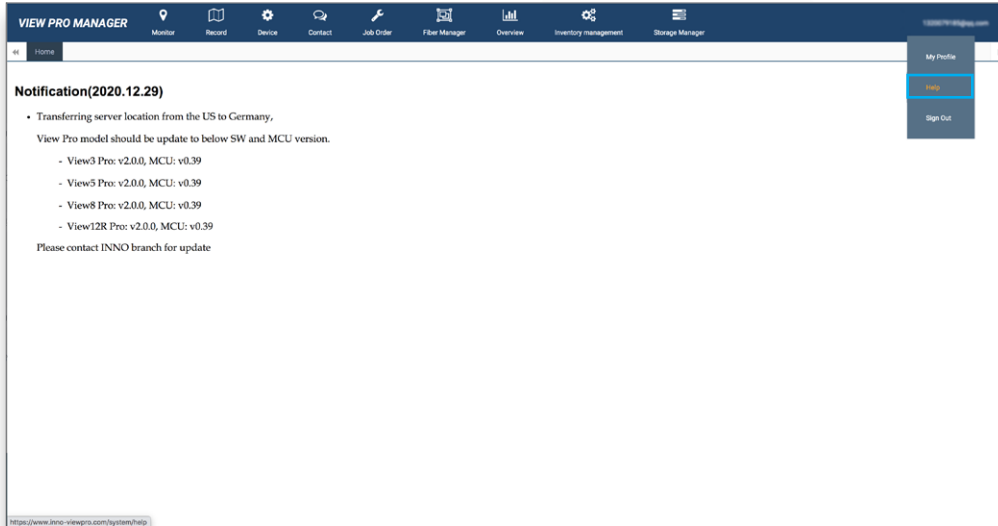 VIEW PRO MANAGER
Monitor
Record
Device
Contact
Job Order
Fiber Manager
Overview
Inventory management
Storage Manager
Home
My Profile
Help
Sign Out
Notification(2020.12.29)
• Transferring server location from the US to Germany,
View Pro model should be update to below SW and MCU version.
- View3 Pro: v2.0.0, MCU: v0.39
- View5 Pro: v2.0.0, MCU: v0.39
- View8 Pro: v2.0.0, MCU: v0.39
- View12R Pro: v2.0.0, MCU: v0.39
Please contact INNO branch for update
https://www.inno-viewpro.com/system/help